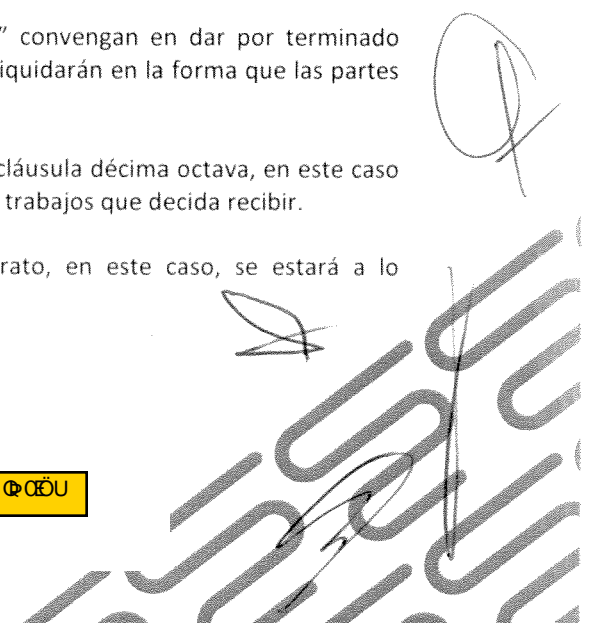 ” convengan en dar por terminado
iquidarán en la forma que las partes
cláusula décima octava, en este caso
trabajos que decida recibir.
rato, en este caso, se estará a lo